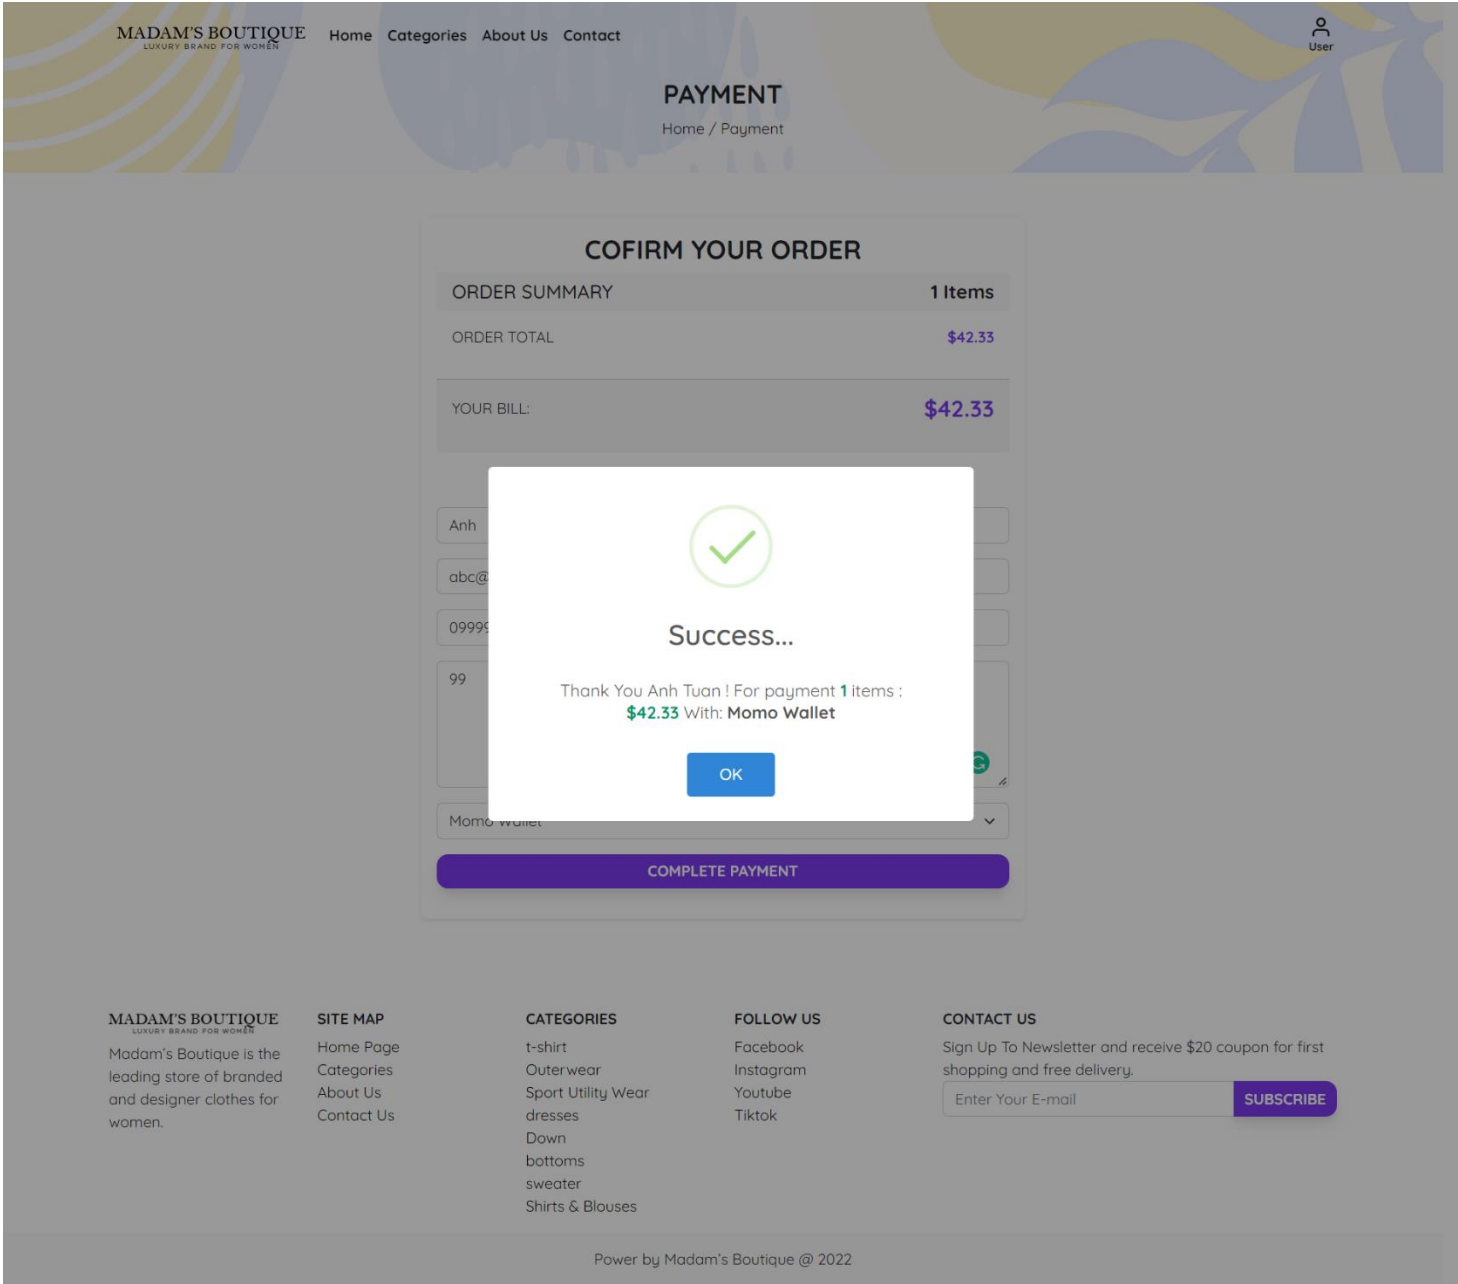 MADAM'S BOUTIQUE
LUXURY BRAND FOR WOMEN
Home Categories About Us Contact
User
PAYMENT
Home / Payment
COFIRM YOUR ORDER
ORDER SUMMARY 1 Items
ORDER TOTAL $42.33
YOUR BILL: $42.33
Anh
abc@
09999
99
Success...
Thank You Anh Tuan ! For payment 1 items :
$42.33 With: Momo Wallet
OK
Momo Wallet
COMPLETE PAYMENT
MADAM'S BOUTIQUE
LUXURY BRAND FOR WOMEN
Madam's Boutique is the
leading store of branded
and designer clothes for
women.
SITE MAP
Home Page
Categories
About Us
Contact Us
CATEGORIES
t-shirt
Outerwear
Sport Utility Wear
dresses
Down
bottoms
sweater
Shirts & Blouses
FOLLOW US
Facebook
Instagram
Youtube
Tiktok
CONTACT US
Sign Up To Newsletter and receive $20 coupon for first
shopping and free delivery.
Enter Your E-mail SUBSCRIBE
Power by Madam's Boutique @ 2022